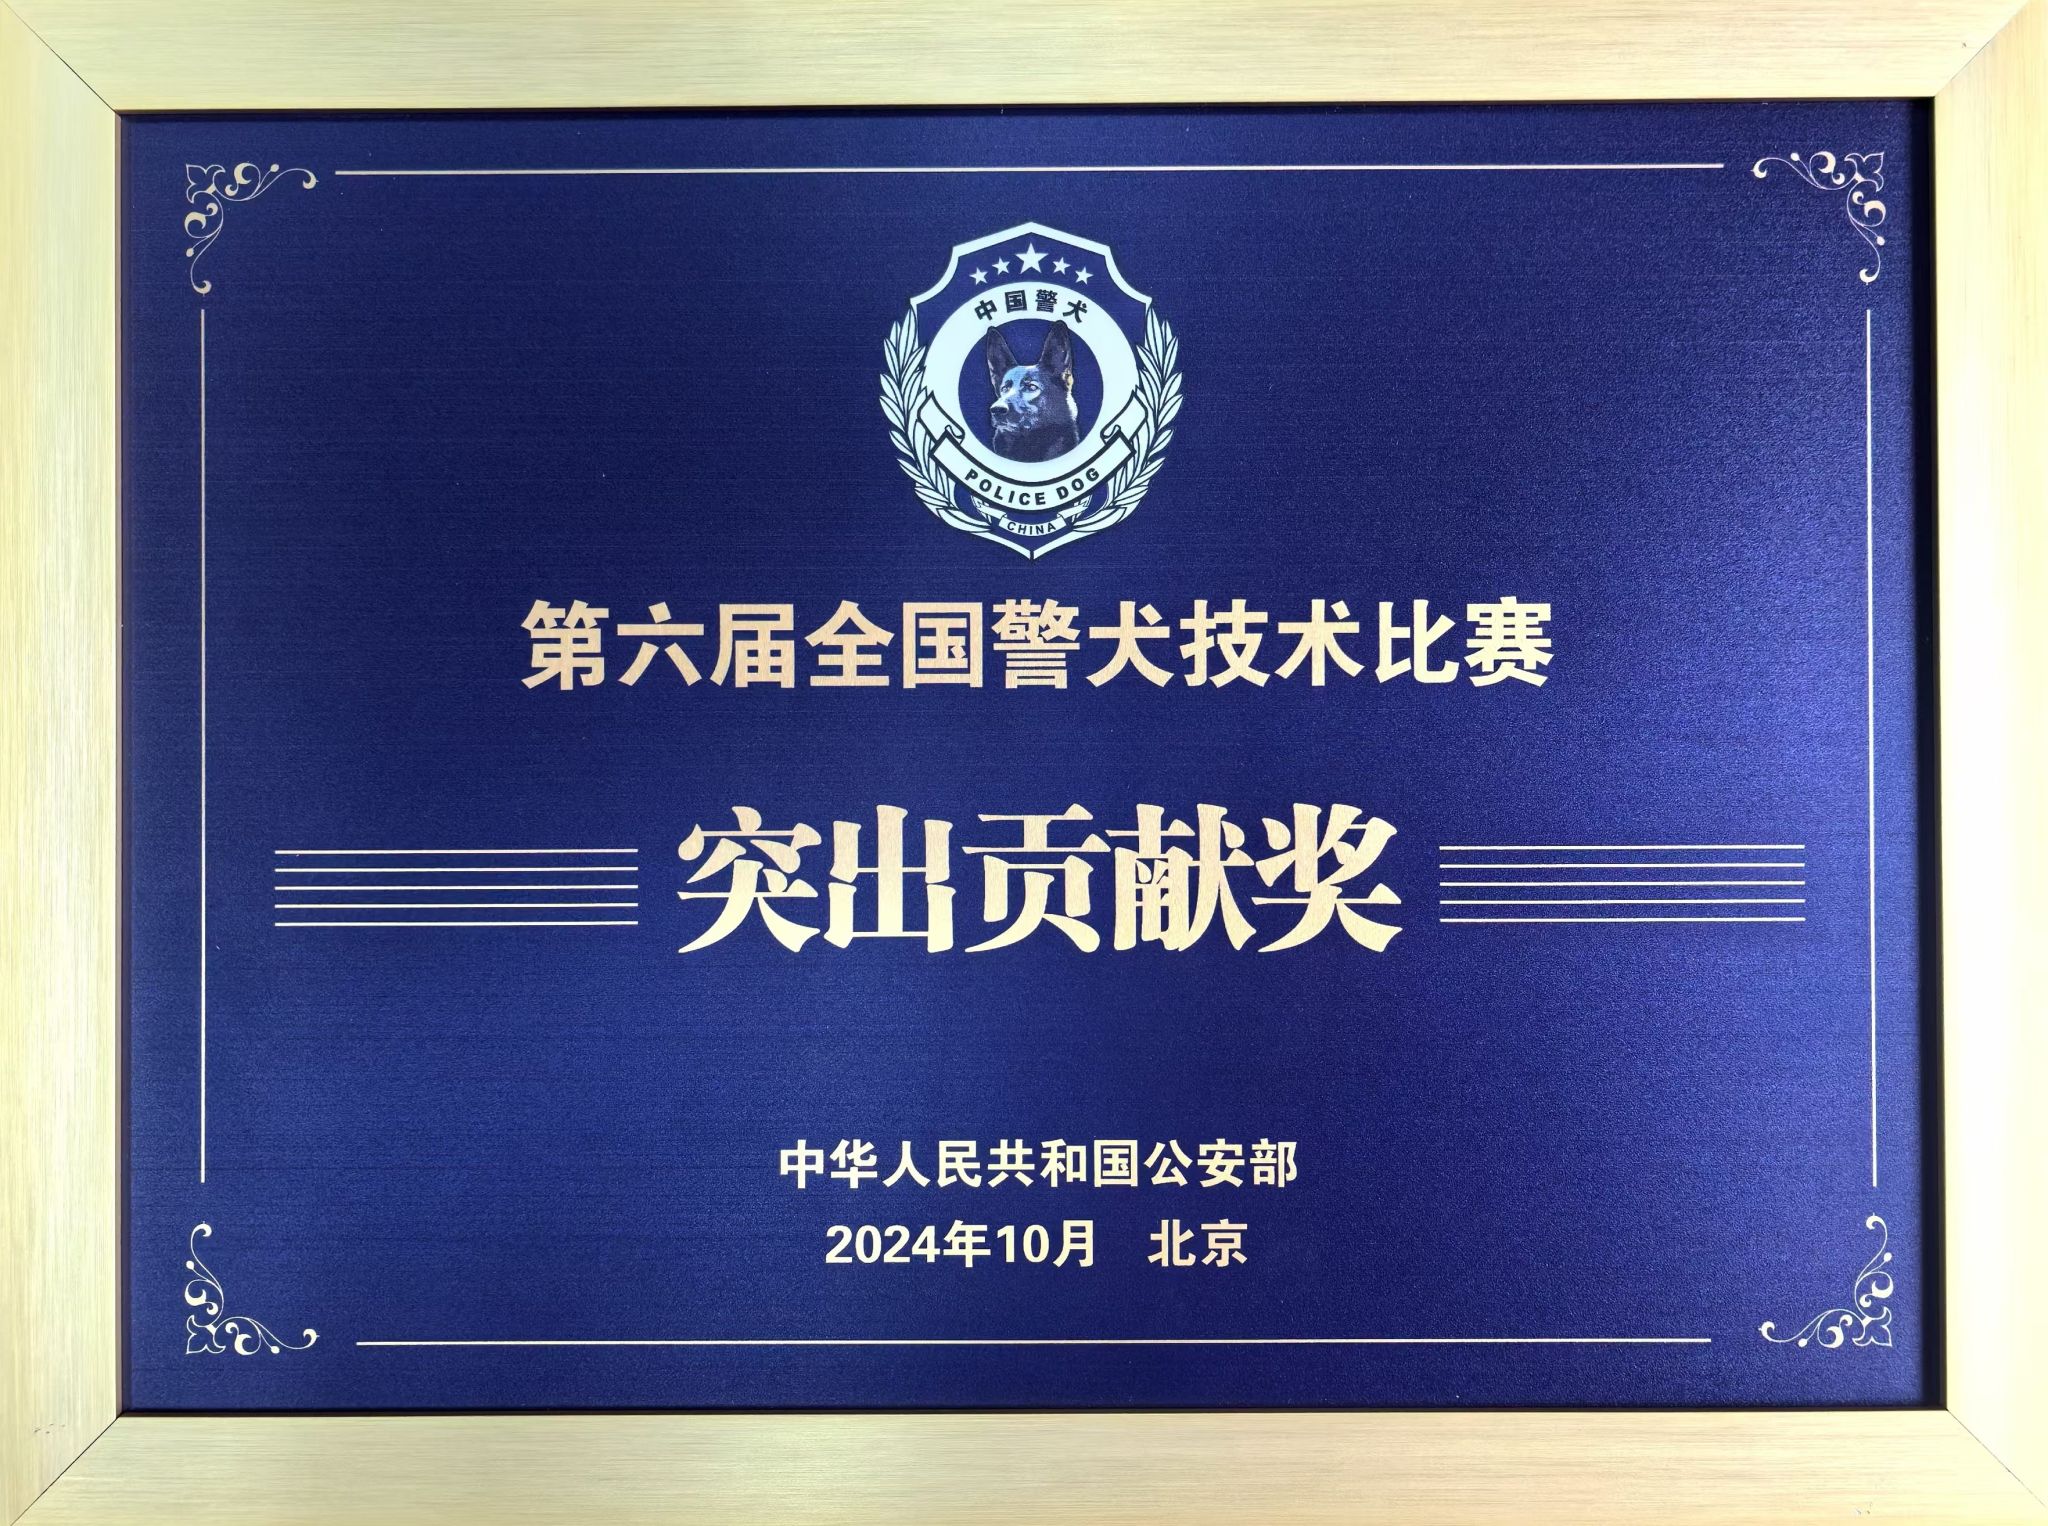 中国警犬
POLICE DOG
CHINA
第六届全国警犬技术比赛
突出贡献奖
中华人民共和国公安部
2024年10月 北京